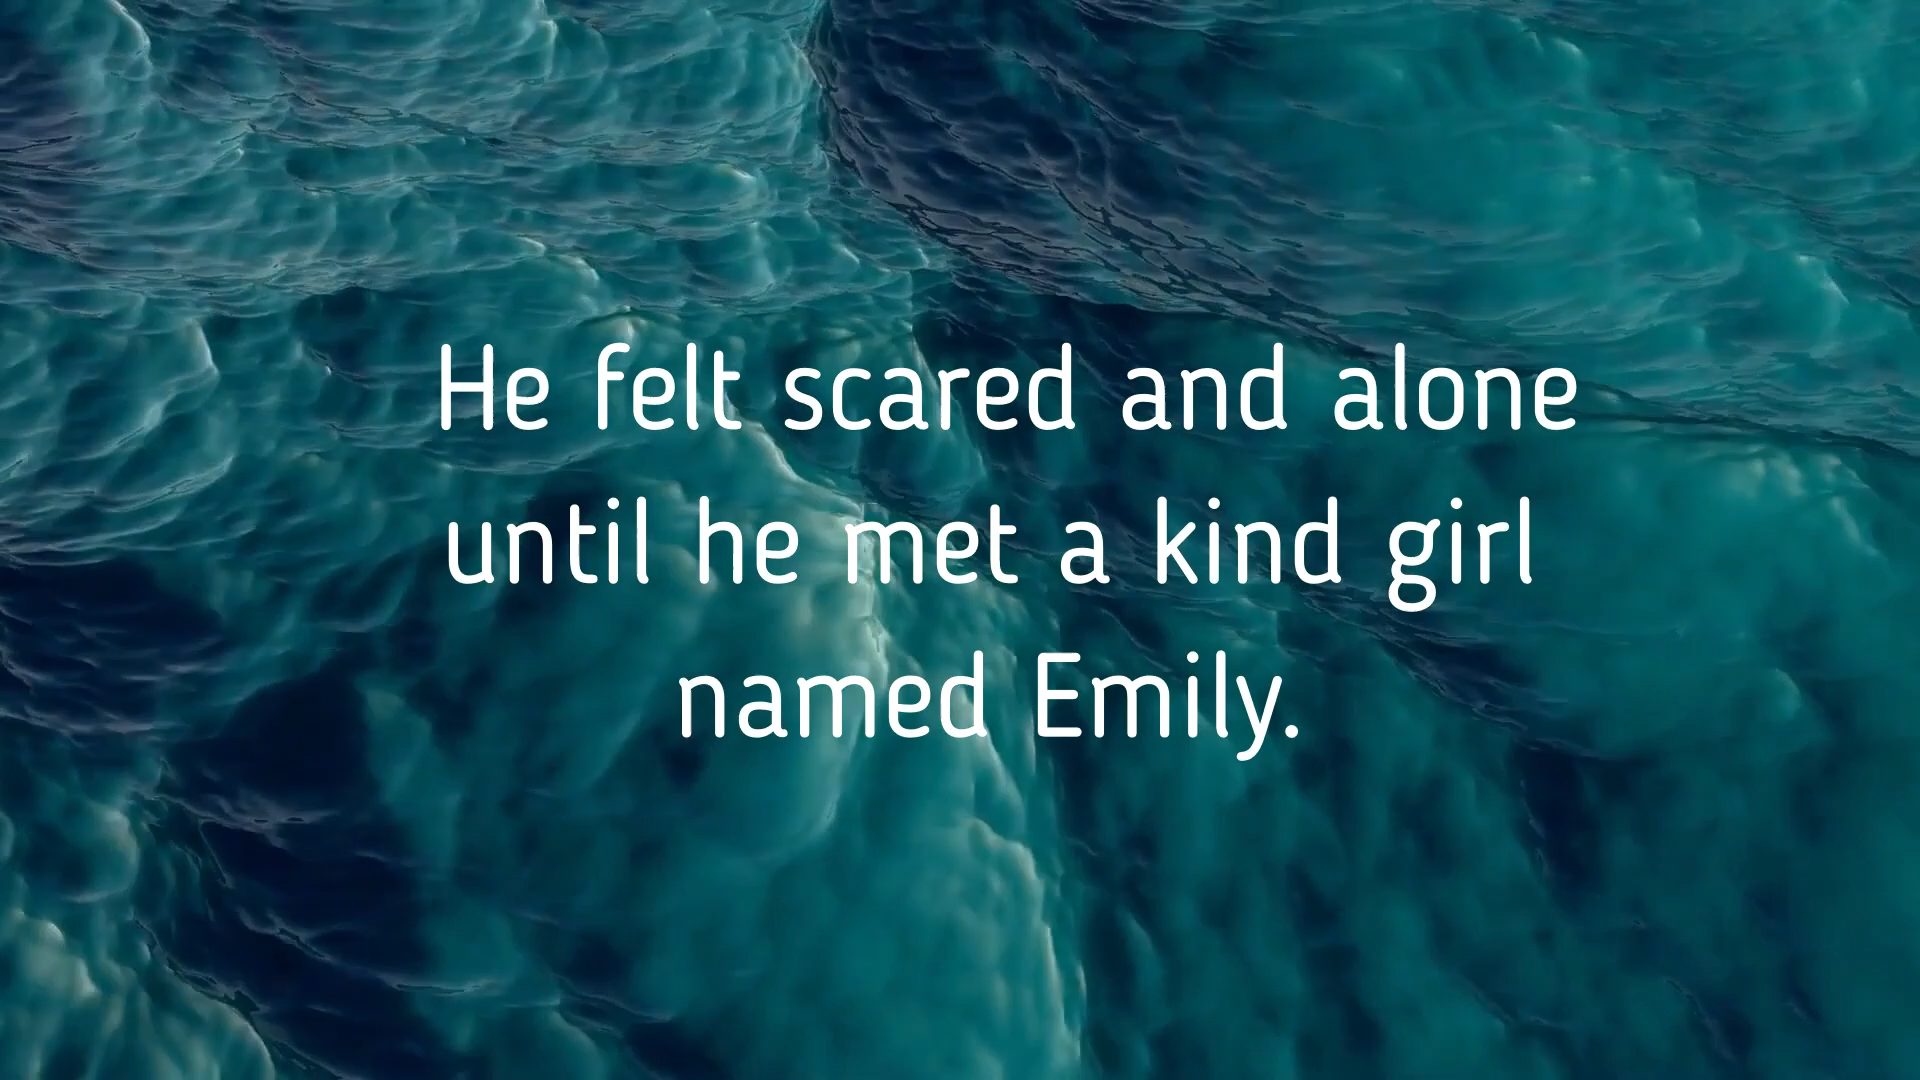 He felt scared and alone
until he met a kind girl
named Emily.